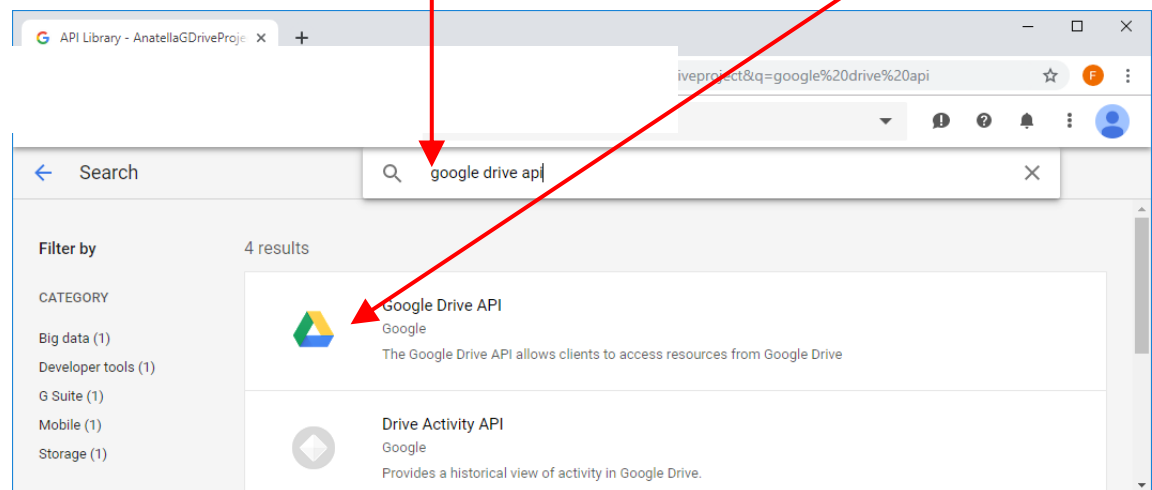 API Library - AnatellaGDriveProje
iveproject&q=google%20drive%20api
F
Search
google drive api
Filter by
4 results
CATEGORY
Big data (1)
Developer tools (1)
G Suite (1)
Mobile (1)
Storage (1)
Google Drive API
Google
The Google Drive API allows clients to access resources from Google Drive
Drive Activity API
Google
Provides a historical view of activity in Google Drive.